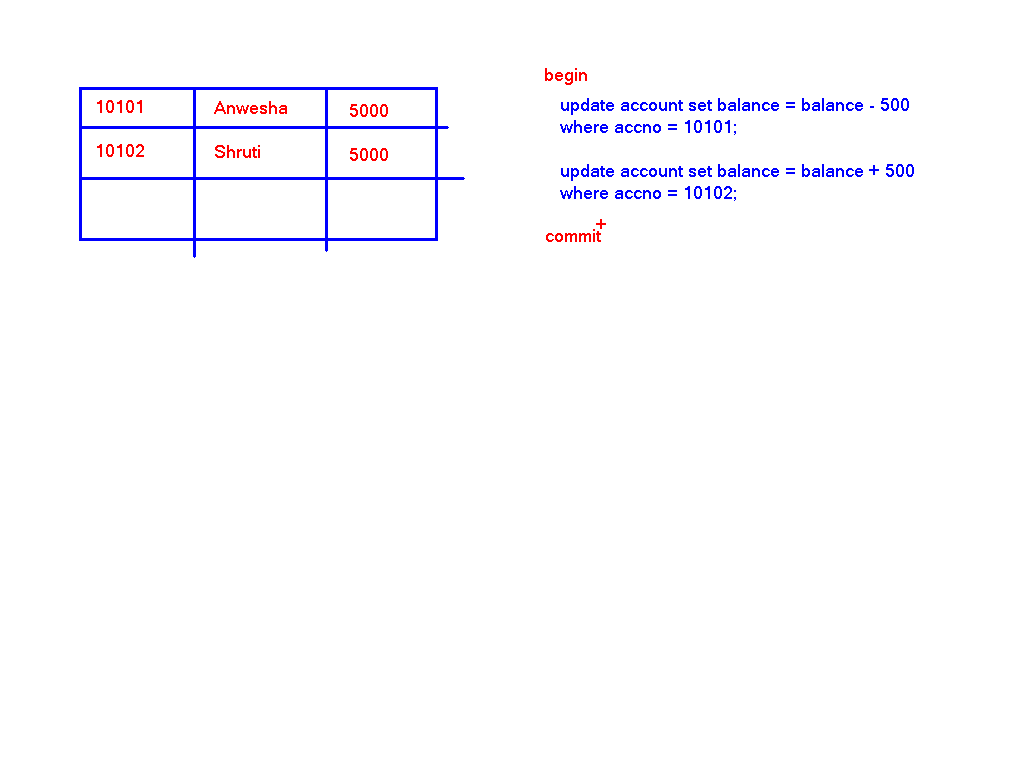 10101 Anwesha 5000
10102 Shruti 5000
begin
update account set balance = balance - 500
where accno = 10101;
update account set balance = balance + 500
where accno = 10102;
commit